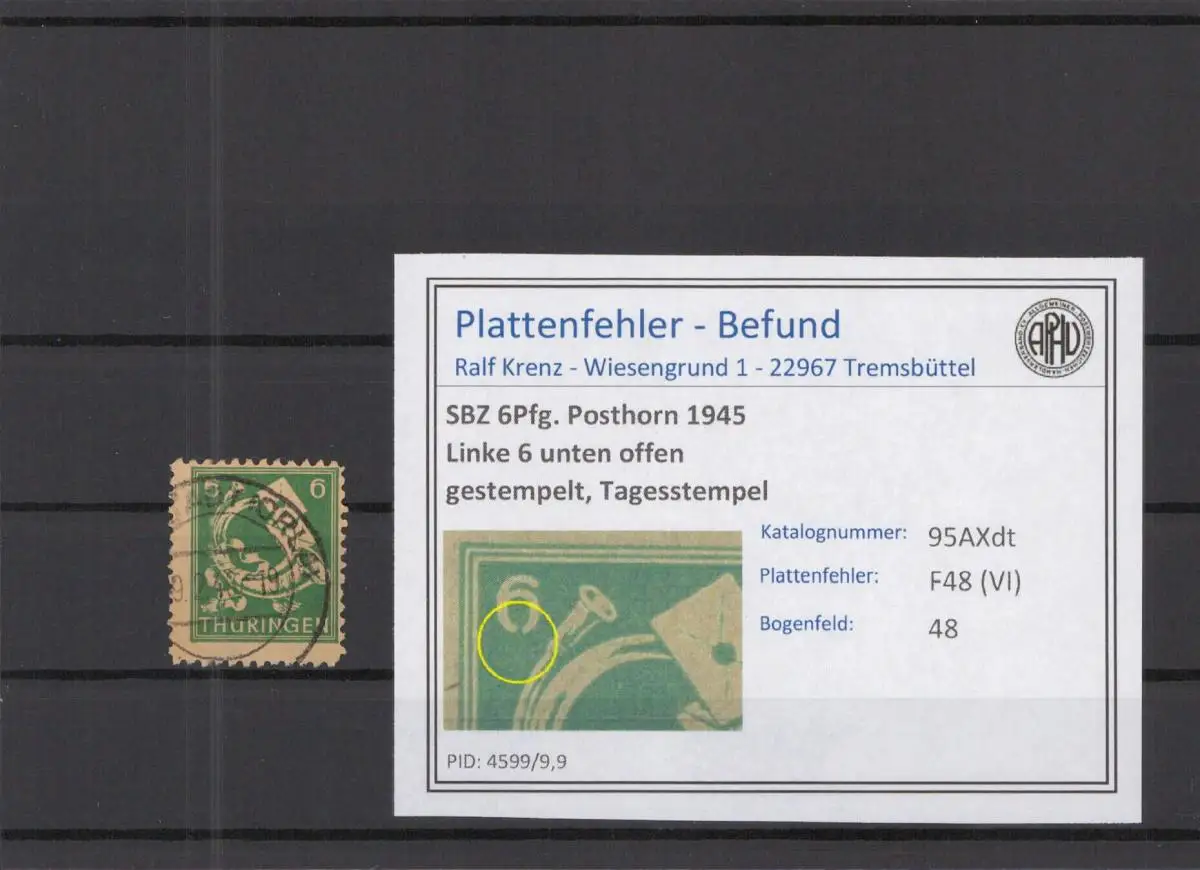 Plattenfehler - Befund
Ralf Krenz - Wiesengrund 1 - 22967 Tremsbüttel
SBZ 6Pfg. Posthorn 1945
Linke 6 unten offen
gestempelt, Tagesstempel
Katalognummer: 95AXdt
Plattenfehler: F48 (VI)
Bogenfeld: 48
6
PID: 4599/9,9
APHV
6 6
THÜRINGEN